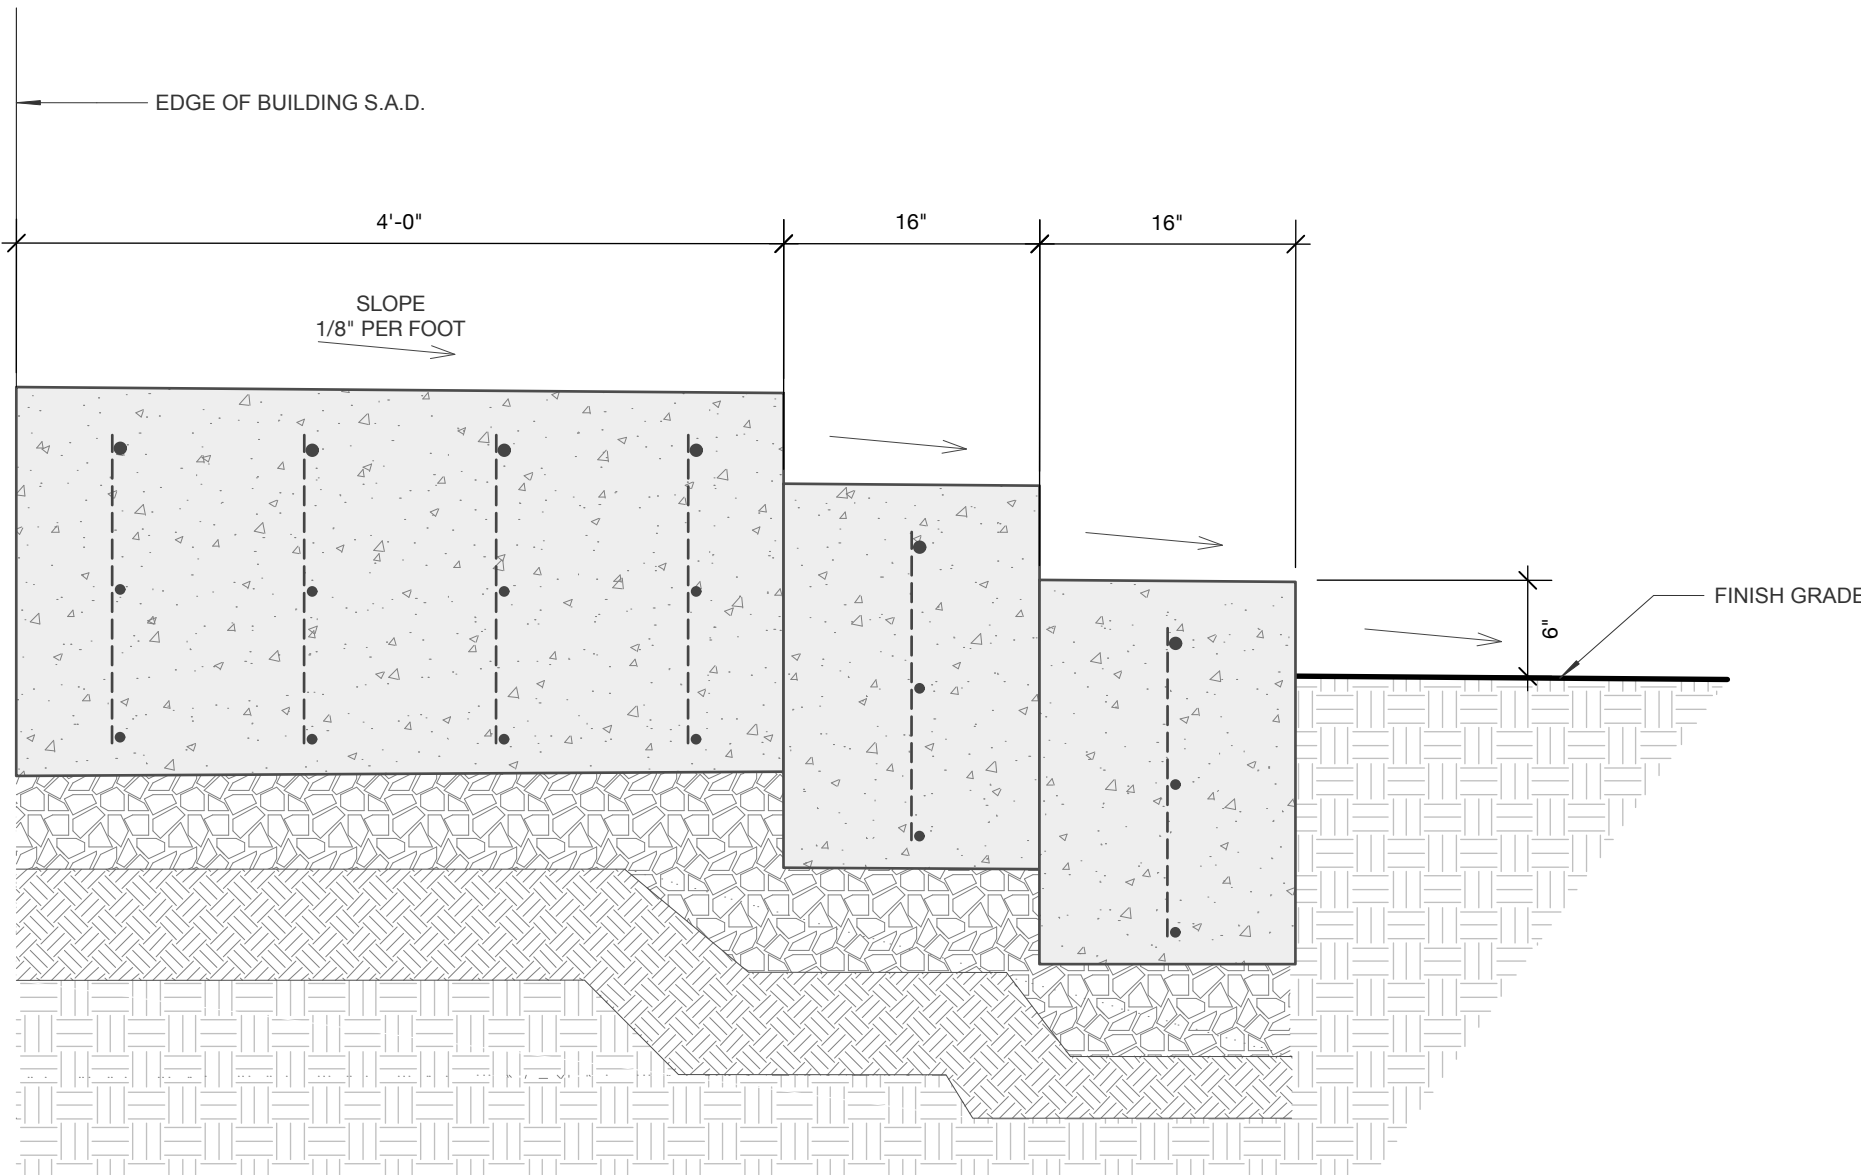 EDGE OF BUILDING S.A.D.
4'-0"
16"
16"
SLOPE
1/8" PER FOOT
6"
FINISH GRADE